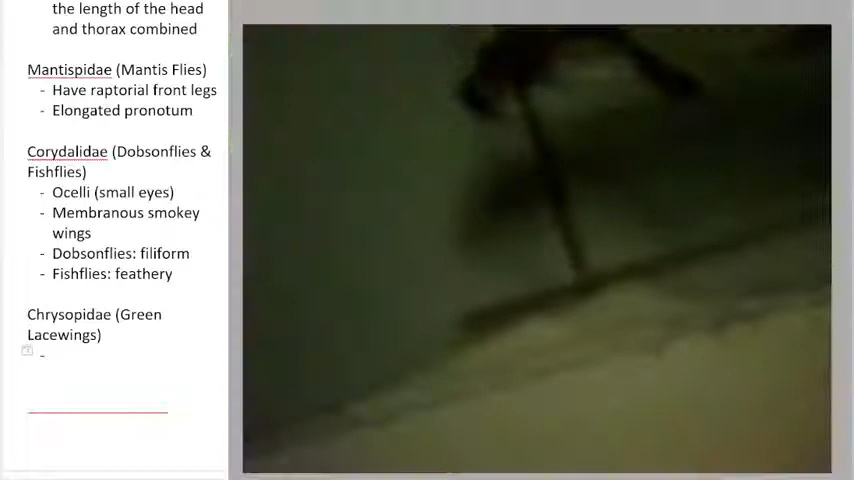 the length of the head
and thorax combined
Mantispidae (Mantis Flies)
- Have raptorial front legs
- Elongated pronotum
Corydalidae (Dobsonflies &
Fishflies)
- Ocelli (small eyes)
- Membranous smokey
wings
- Dobsonflies: filiform
- Fishflies: feathery
Chrysopidae (Green
Lacewings)
-